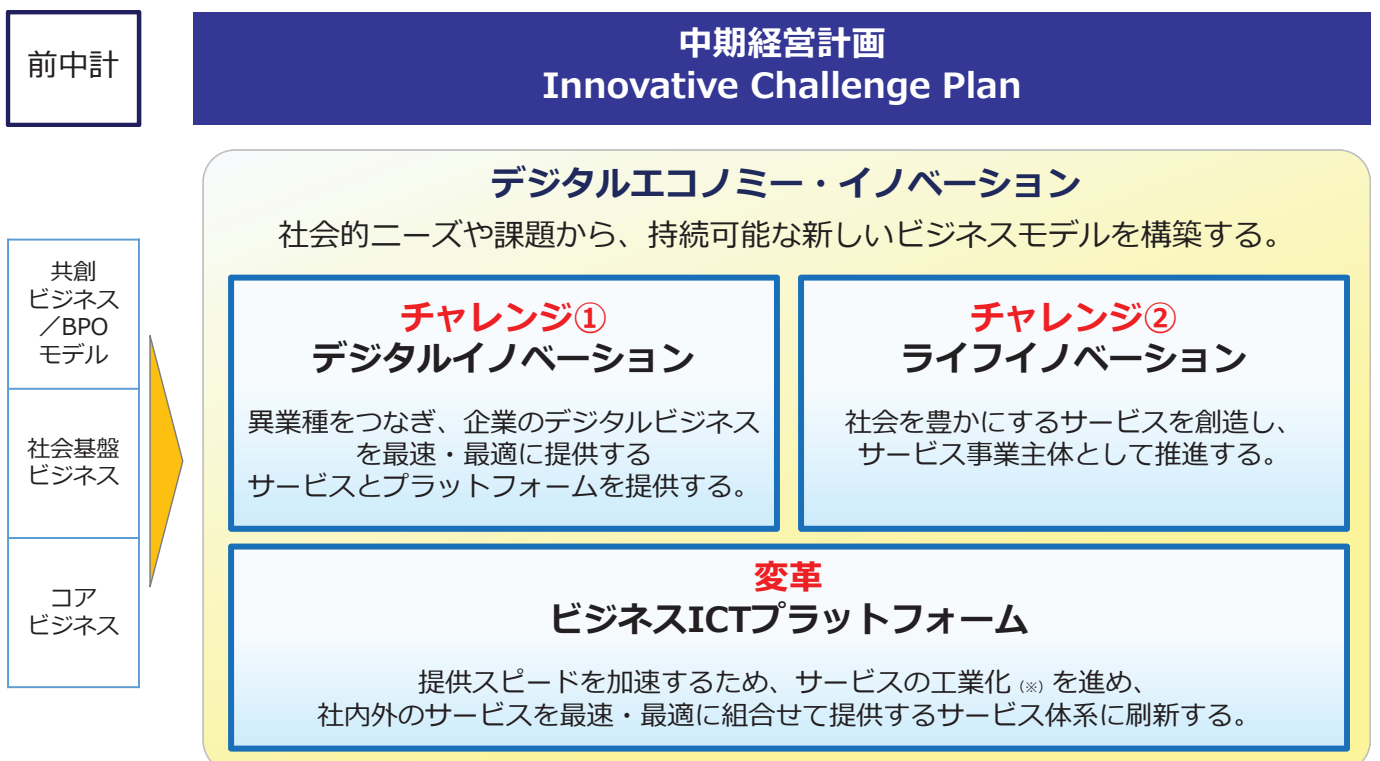 前中計
中期経営計画
Innovative Challenge Plan
共創
ビジネス
／BPO
モデル
社会基盤
ビジネス
コア
ビジネス
デジタルエコノミー・イノベーション
社会的ニーズや課題から、持続可能な新しいビジネスモデルを構築する。
チャレンジ①
デジタルイノベーション
異業種をつなぎ、企業のデジタルビジネス
を最速・最適に提供する
サービスとプラットフォームを提供する。
チャレンジ②
ライフイノベーション
社会を豊かにするサービスを創造し、
サービス事業主体として推進する。
変革
ビジネスICTプラットフォーム
提供スピードを加速するため、サービスの工業化 (※) を進め、
社内外のサービスを最速・最適に組合せて提供するサービス体系に刷新する。